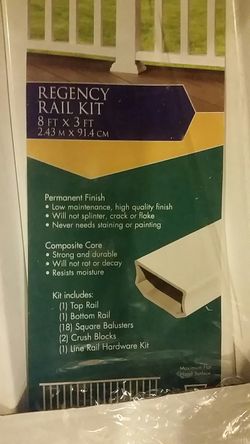 REGENCY
RAIL KIT
8 FT X 3 FT
2.43 M X 91.4 CM
Permanent Finish
• Low maintenance, high quality finish
• Will not splinter, crack or flake
• Never needs staining or painting
Composite Core
• Strong and durable
• Will not rot or decay
• Resists moisture
Kit includes:
(1) Top Rail
(1) Bottom Rail
(18) Square Balusters
(2) Crush Blocks
(1) Line Rail Hardware Kit
Maximum Flat
Surface